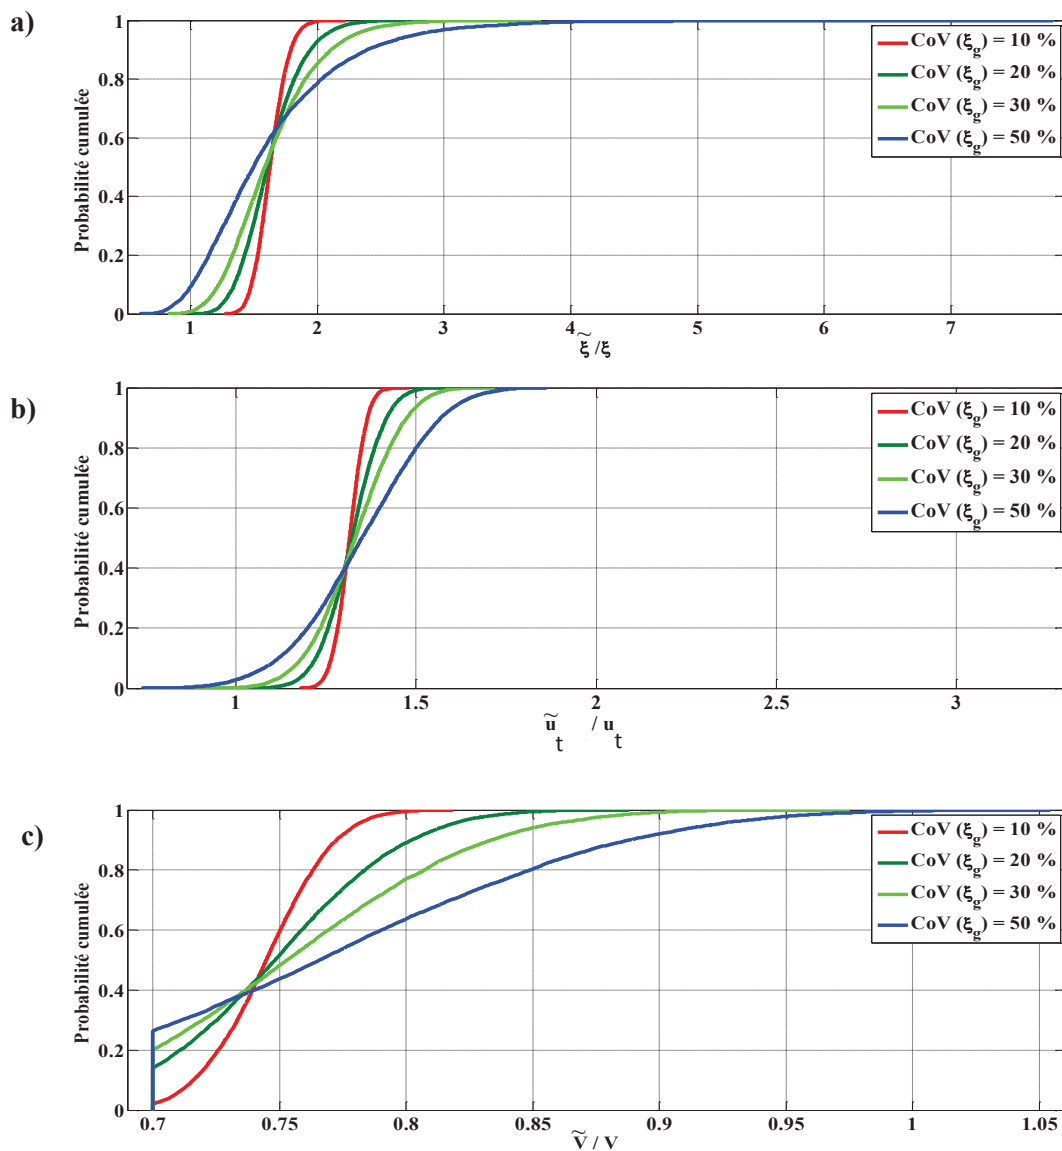 a)
Probabilité cumulée
1
0.8
0.6
0.4
0.2
0
1 2 3 4 5 6 7
ξ̃ /ξ
CoV (ξg) = 10 %
CoV (ξg) = 20 %
CoV (ξg) = 30 %
CoV (ξg) = 50 %
b)
Probabilité cumulée
1
0.8
0.6
0.4
0.2
0
1 1.5 2 2.5 3
ũt / ut
CoV (ξg) = 10 %
CoV (ξg) = 20 %
CoV (ξg) = 30 %
CoV (ξg) = 50 %
c)
Probabilité cumulée
1
0.8
0.6
0.4
0.2
0
0.7 0.75 0.8 0.85 0.9 0.95 1 1.05
Ṽ / V
CoV (ξg) = 10 %
CoV (ξg) = 20 %
CoV (ξg) = 30 %
CoV (ξg) = 50 %